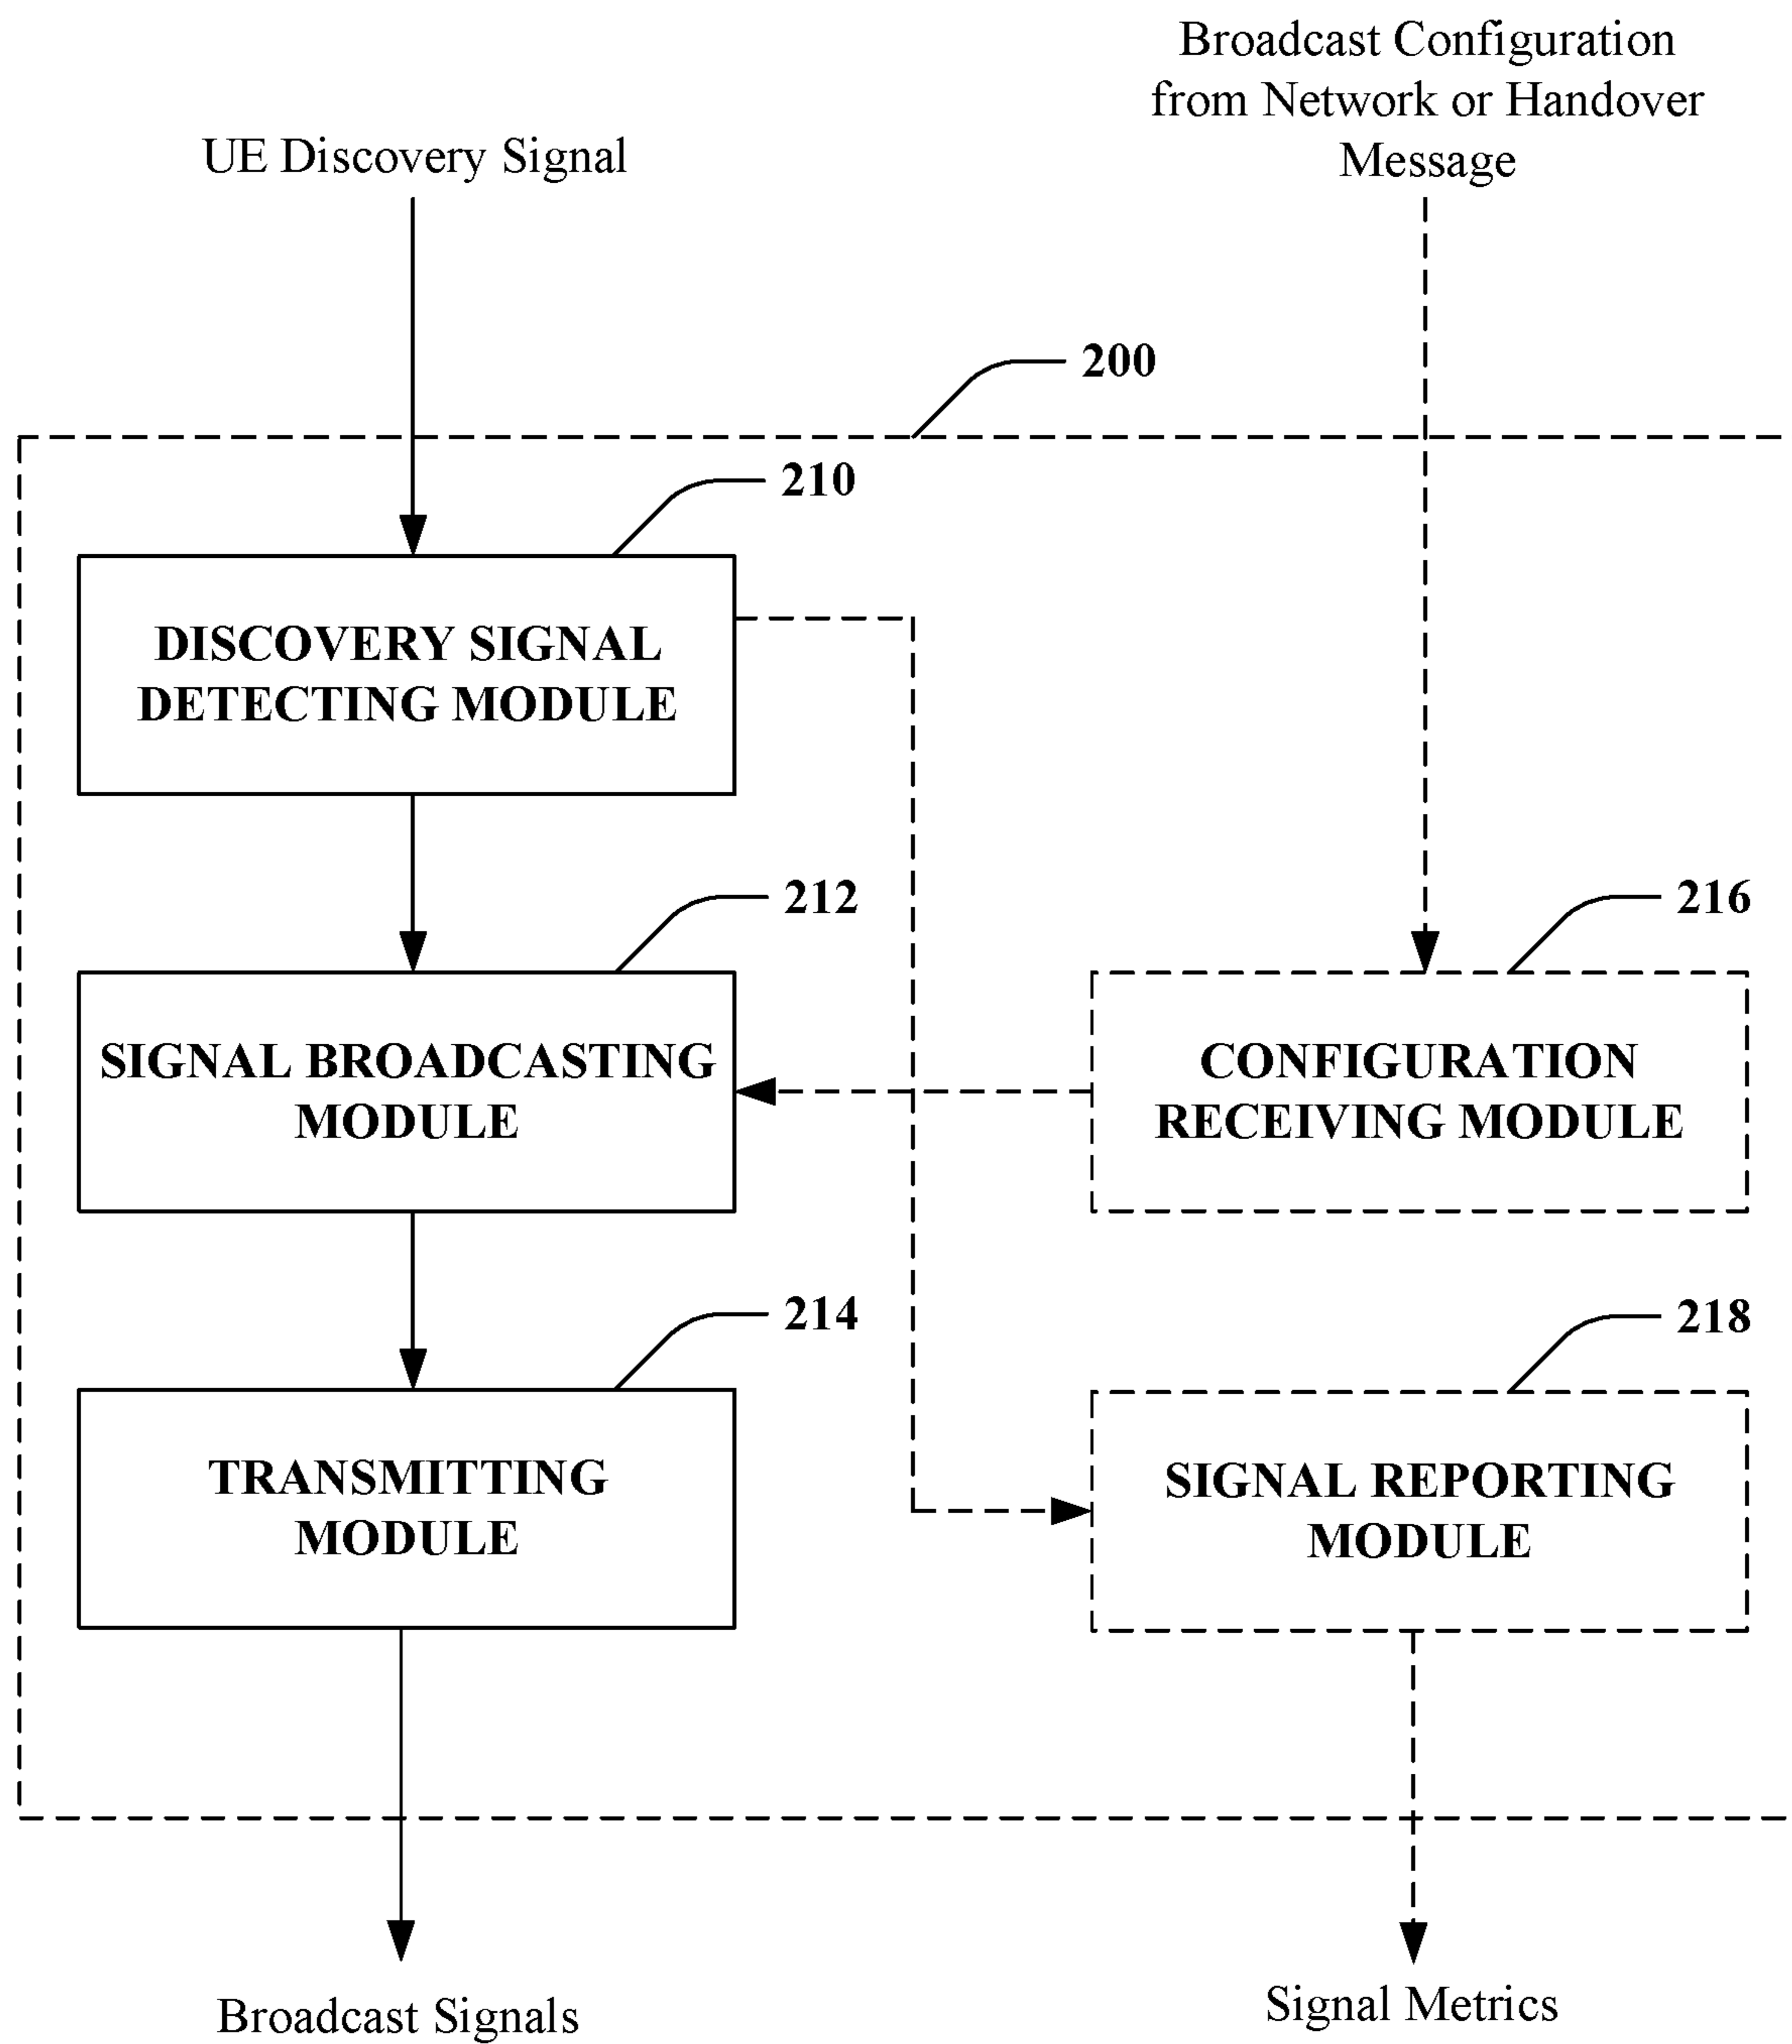 Broadcast Configuration
from Network or Handover
Message
UE Discovery Signal
200
210
DISCOVERY SIGNAL
DETECTING MODULE
212
216
SIGNAL BROADCASTING
MODULE
CONFIGURATION
RECEIVING MODULE
214
218
TRANSMITTING
MODULE
SIGNAL REPORTING
MODULE
Broadcast Signals
Signal Metrics